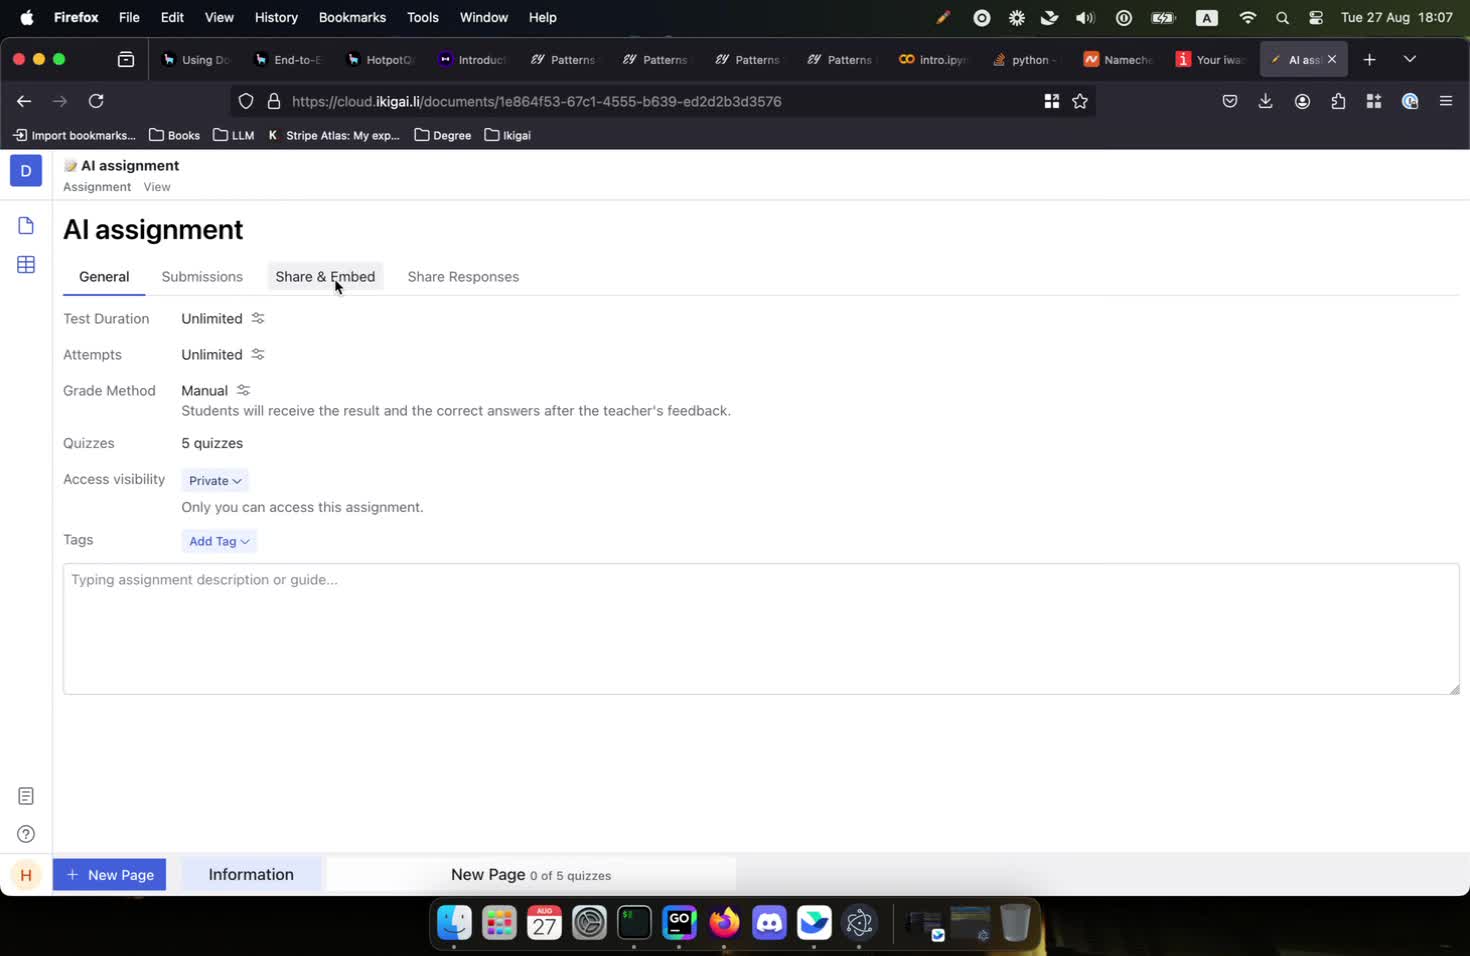 Firefox File Edit View History Bookmarks Tools Window Help A Tue 27 Aug 18:07
Using Do End-to-E HotpotQ Introduc Patterns Patterns Patterns Patterns intro.ipyn python - Nameche Your iwa AI assi
https://cloud.ikigai.li/documents/1e864f53-67c1-4555-b639-ed2d2b3d3576
Import bookmarks... Books LLM K Stripe Atlas: My exp... Degree Ikigai
D
AI assignment
Assignment View
AI assignment
General Submissions Share & Embed Share Responses
Test Duration Unlimited
Attempts Unlimited
Grade Method Manual
Students will receive the result and the correct answers after the teacher's feedback.
Quizzes 5 quizzes
Access visibility Private
Only you can access this assignment.
Tags Add Tag
Typing assignment description or guide...
H + New Page Information New Page 0 of 5 quizzes
AUG
27
GO